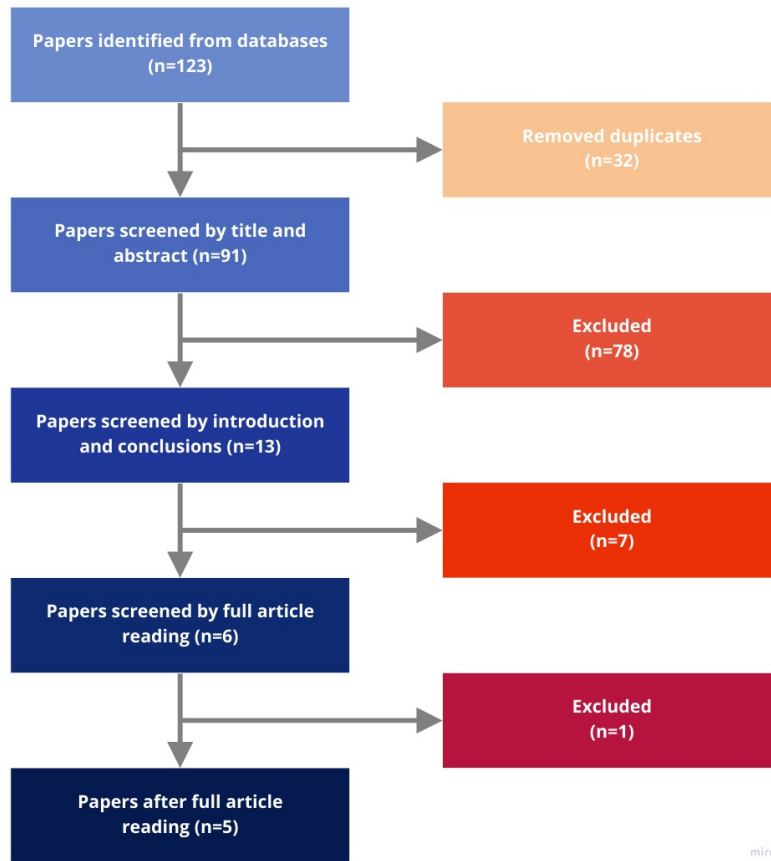 Papers identified from databases
(n=123)
Removed duplicates
(n=32)
Papers screened by title and
abstract (n=91)
Excluded
(n=78)
Papers screened by introduction
and conclusions (n=13)
Excluded
(n=7)
Papers screened by full article
reading (n=6)
Excluded
(n=1)
Papers after full article
reading (n=5)